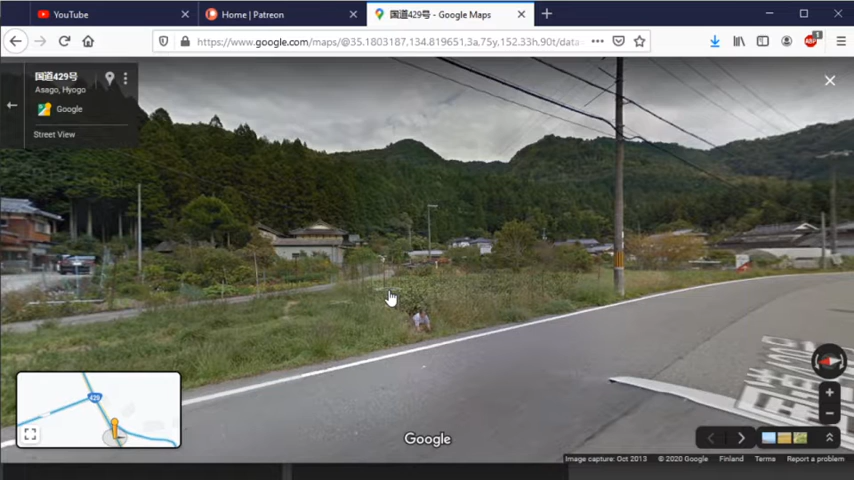 YouTube
Home | Patreon
国道429号 - Google Maps
https://www.google.com/maps/@35.1803187,134.819651,3a,75y,152.33h,90t/data
国道429号
Asago, Hyogo
Google
Street View
429
Google
Image capture: Oct 2013 © 2020 Google Finland Terms Report a problem